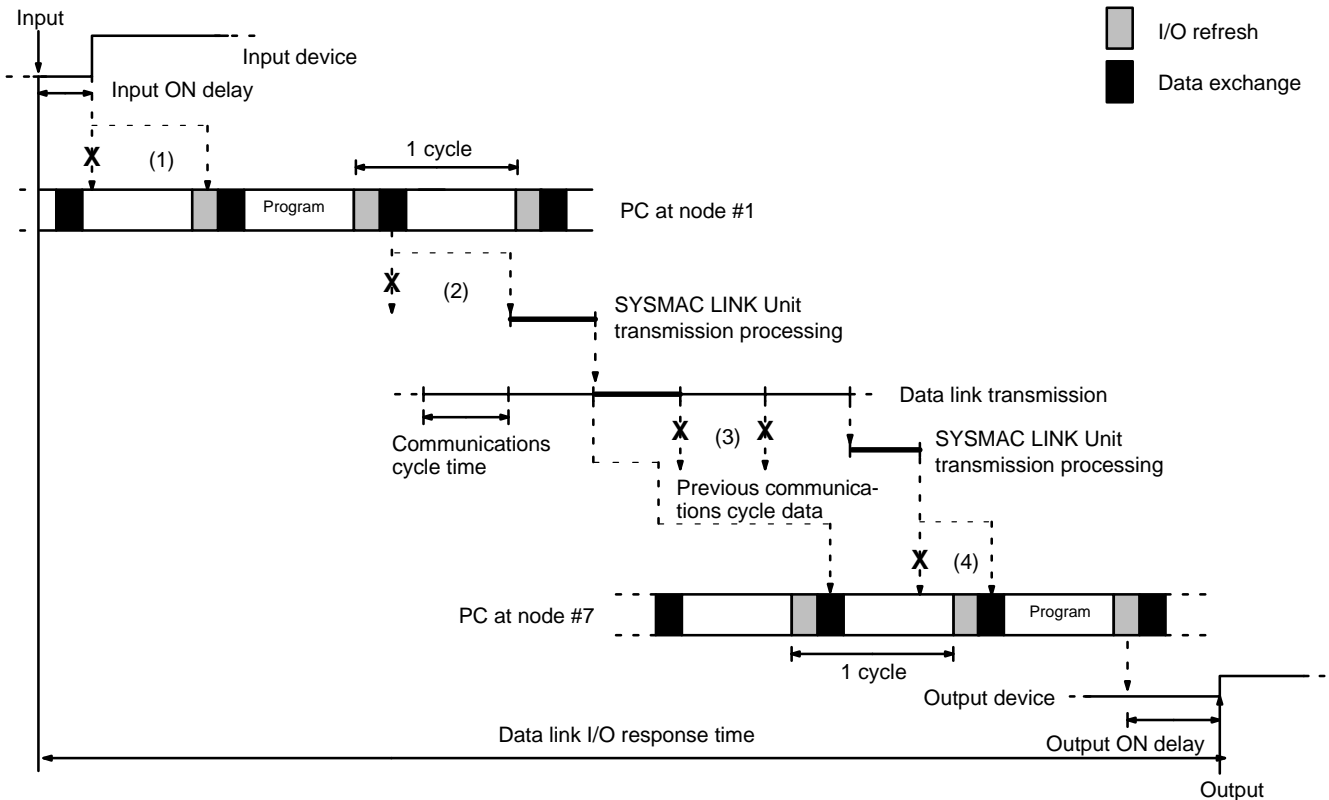 Input
I/O refresh
Input device
Data exchange
Input ON delay
(1)
1 cycle
Program
PC at node #1
(2)
SYSMAC LINK Unit
transmission processing
Data link transmission
Communications
cycle time
(3)
SYSMAC LINK Unit
transmission processing
Previous communica-
tions cycle data
(4)
PC at node #7
Program
1 cycle
Output device
Data link I/O response time
Output ON delay
Output
X
X
X
X
X